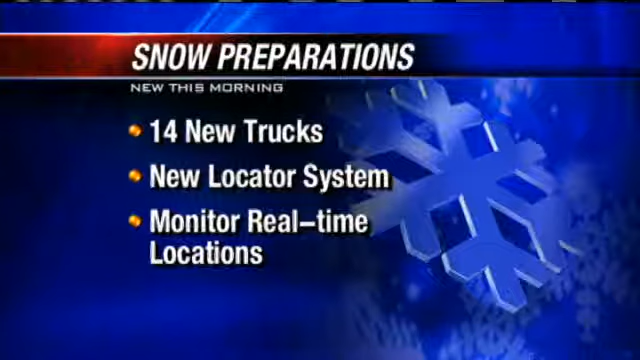 SNOW PREPARATIONS
NEW THIS MORNING
• 14 New Trucks
• New Locator System
• Monitor Real-time
Locations